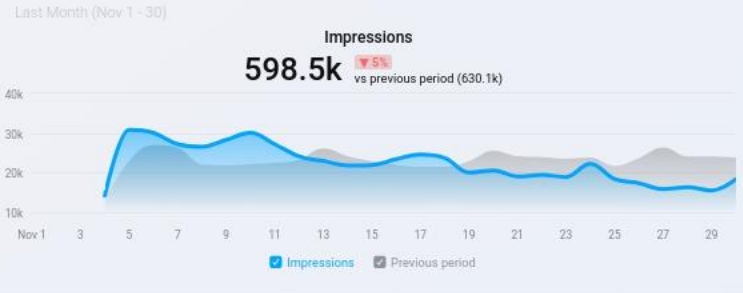 Last Month (Nov 1 - 30)
Impressions
598.5k ▼ 5%
vs previous period (630.1k)
40k
30k
20k
10k
Nov 1 3 5 7 9 11 13 15 17 19 21 23 25 27 29
Impressions Previous period